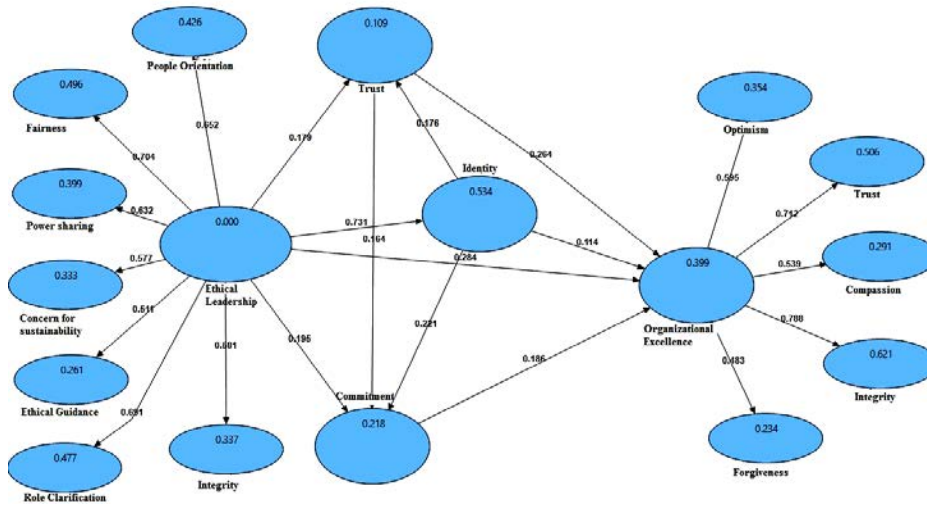 0.426
People Orientation
0.109
Trust
0.496
Fairness
0.652
0.704
0.179
0.176
0.264
0.354
Optimism
0.595
0.506
Trust
0.712
0.399
Power sharing
0.632
0.000
Ethical
Leadership
0.731
Identity
0.534
0.164
0.114
0.284
0.399
Organizational
Excellence
0.539
0.291
Compassion
0.333
Concern for
sustainability
0.577
0.511
0.261
Ethical Guidance
0.691
0.477
Role Clarification
0.581
0.337
Integrity
0.195
0.221
Commitment
0.218
0.186
0.788
0.621
Integrity
0.483
0.234
Forgiveness